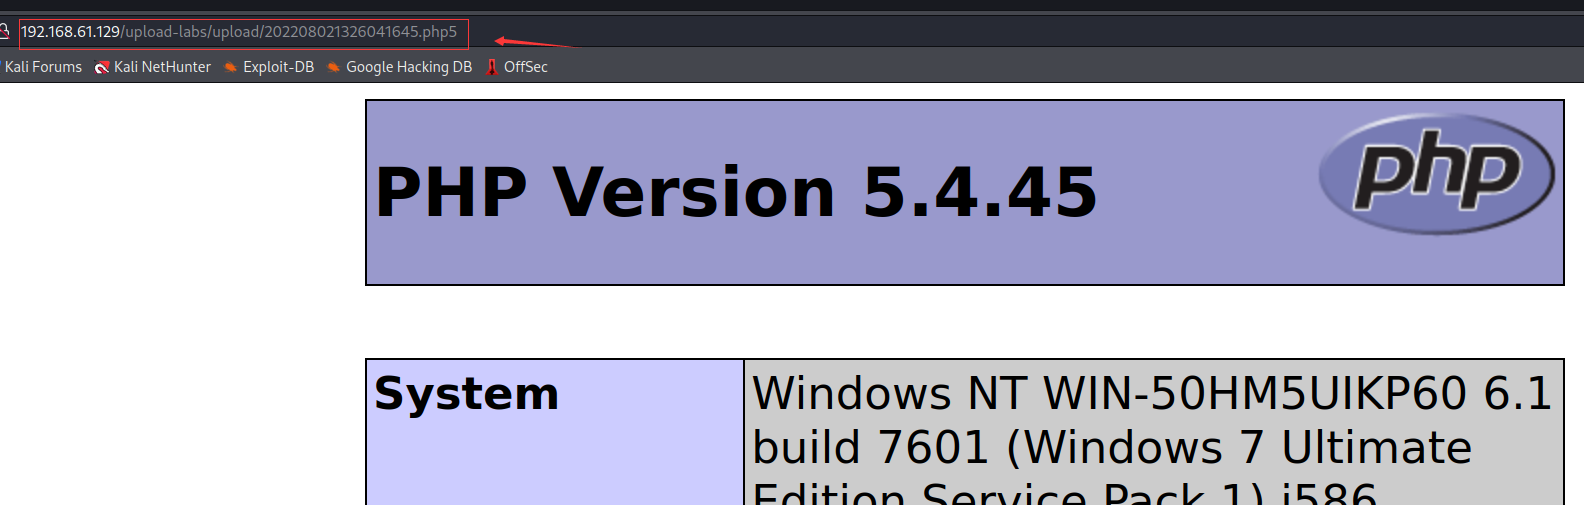 192.168.61.129/upload-labs/upload/202208021326041645.php5
Kali Forums Kali NetHunter Exploit-DB Google Hacking DB OffSec
PHP Version 5.4.45
php
System
Windows NT WIN-50HM5UIKP60 6.1
build 7601 (Windows 7 Ultimate
Edition Service Pack 1) i586